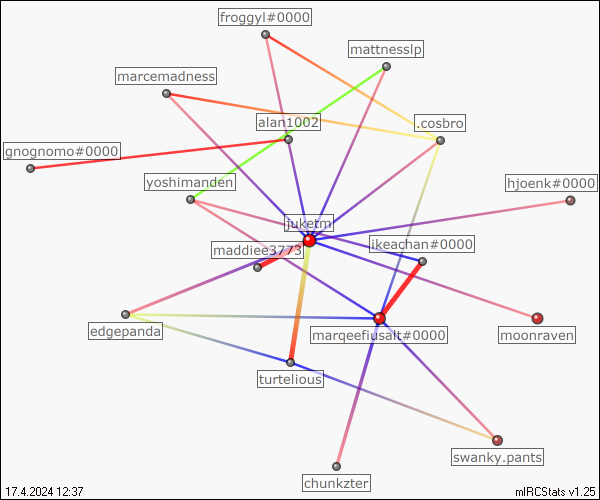 froggyl#0000
mattnesslp
marcemadness
alan1002
.cosbro
gnognomo#0000
yoshimanden
hjoenk#0000
juketm
ikeachan#0000
maddiee3773
edgepanda
marqeefiusalt#0000
moonraven
turtelious
swanky.pants
chunkzter
17.4.2024 12:37
mIRCStats v1.25